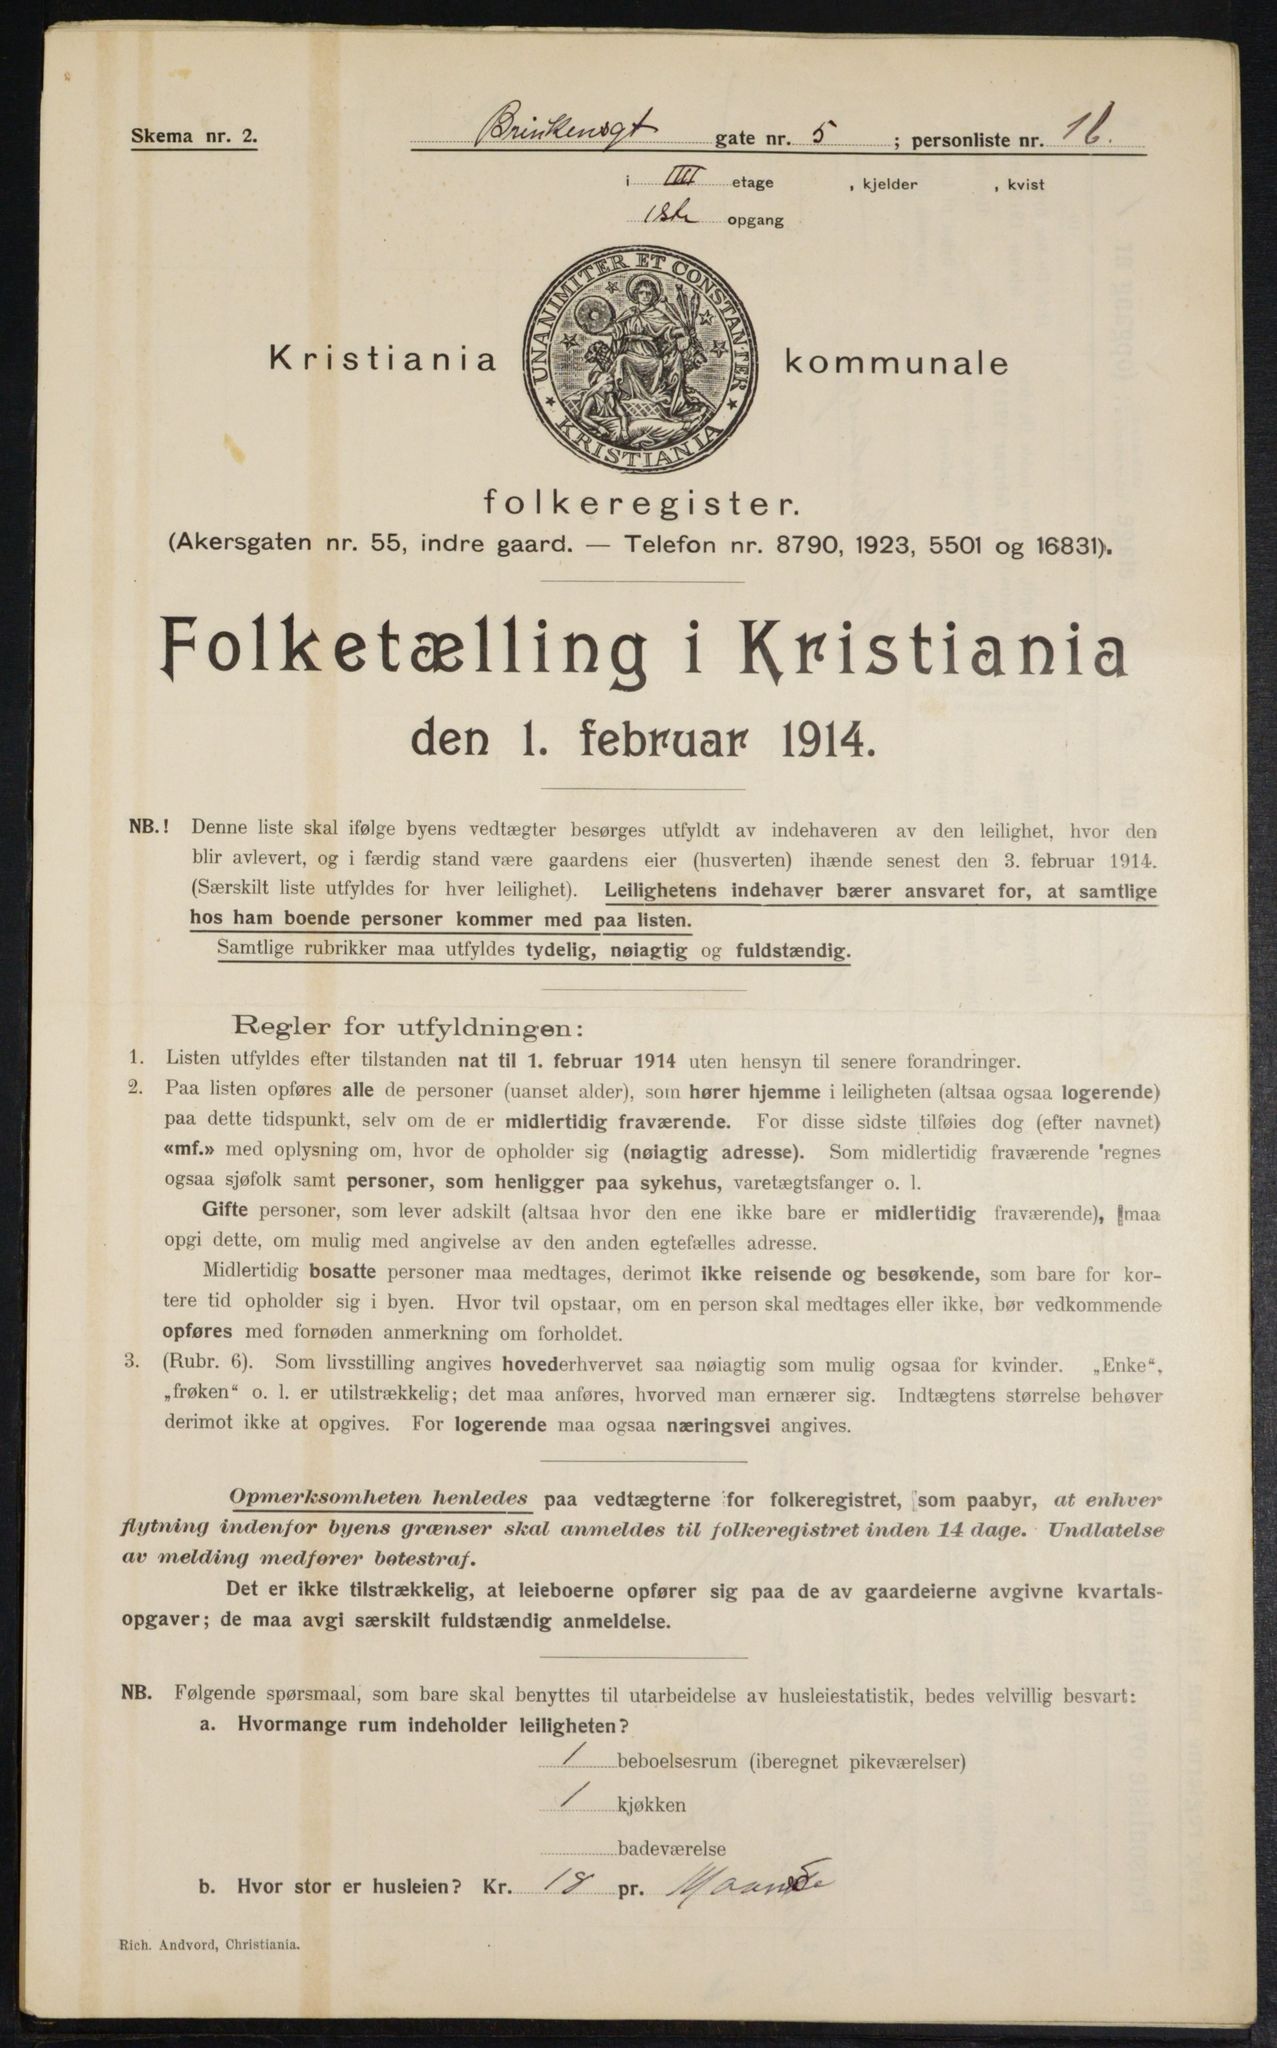 Skema nr. 2.
Brinkensgt gate nr. 5 ; personliste nr. 16.
i IIII etage , kjelder , kvist
1ste opgang
UNANIMITER ET CONSTANTER
KRISTIANIA
Kristiania kommunale
folkeregister.
(Akersgaten nr. 55, indre gaard. — Telefon nr. 8790, 1923, 5501 og 16831).
Folketælling i Kristiania
den 1. februar 1914.
NB.! Denne liste skal ifølge byens vedtægter besørges utfyldt av indehaveren av den leilighet, hvor den
blir avlevert, og i færdig stand være gaardens eier (husverten) ihænde senest den 3. februar 1914.
(Særskilt liste utfyldes for hver leilighet). Leilighetens indehaver bærer ansvaret for, at samtlige
hos ham boende personer kommer med paa listen.
Samtlige rubrikker maa utfyldes tydelig, nøiagtig og fuldstændig.
Regler for utfyldningen:
1. Listen utfyldes efter tilstanden nat til 1. februar 1914 uten hensyn til senere forandringer.
2. Paa listen opføres alle de personer (uanset alder), som hører hjemme i leiligheten (altsaa ogsaa logerende)
paa dette tidspunkt, selv om de er midlertidig fraværende. For disse sidste tilføies dog (efter navnet)
«mf.» med oplysning om, hvor de opholder sig (nøiagtig adresse). Som midlertidig fraværende regnes
ogsaa sjøfolk samt personer, som henligger paa sykehus, varetægtsfanger o. l.
Gifte personer, som lever adskilt (altsaa hvor den ene ikke bare er midlertidig fraværende), maa
opgi dette, om mulig med angivelse av den anden egtefælles adresse.
Midlertidig bosatte personer maa medtages, derimot ikke reisende og besøkende, som bare for kor-
tere tid opholder sig i byen. Hvor tvil opstaar, om en person skal medtages eller ikke, bør vedkommende
opføres med fornøden anmerkning om forholdet.
3. (Rubr. 6). Som livsstilling angives hovederhvervet saa nøiagtig som mulig ogsaa for kvinder. „Enke“,
„frøken“ o. l. er utilstrækkelig; det maa anføres, hvorved man ernærer sig. Indtægtens størrelse behøver
derimot ikke at opgives. For logerende maa ogsaa næringsvei angives.
Opmerksomheten henledes paa vedtægterne for folkeregistret, som paabyr, at enhver
flytning indenfor byens grænser skal anmeldes til folkeregistret inden 14 dage. Undlatelse
av melding medfører bøtestraf.
Det er ikke tilstrækkelig, at leieboerne opfører sig paa de av gaardeierne avgivne kvartals-
opgaver; de maa avgi særskilt fuldstændig anmeldelse.
NB. Følgende spørsmaal, som bare skal benyttes til utarbeidelse av husleiestatistik, bedes velvillig besvart:
a. Hvormange rum indeholder leiligheten?
1 beboelsesrum (iberegnet pikeværelser)
1 kjøkken
badeværelse
b. Hvor stor er husleien? Kr. 18 pr.
Rich. Andvord, Christiania.